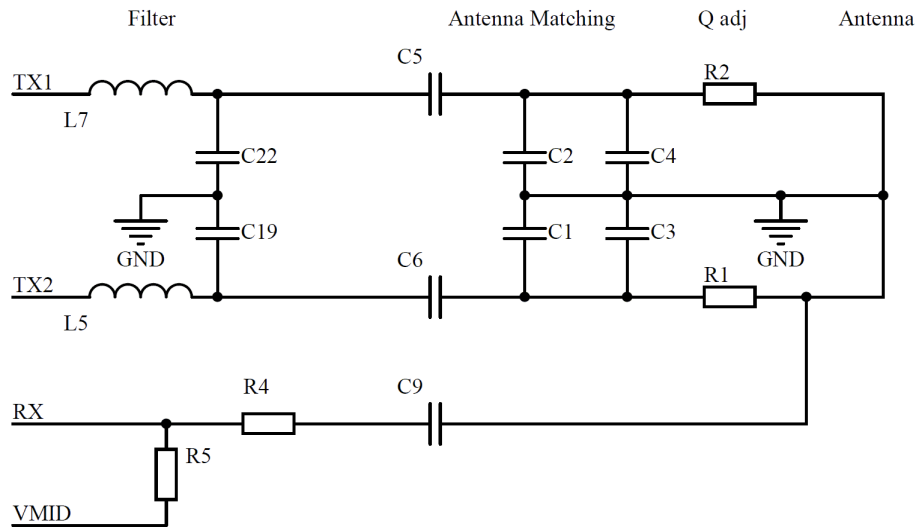 Filter
Antenna Matching
Q adj
Antenna
C5
R2
TX1
L7
C22
C2
C4
GND
C19
C1
C3
GND
C6
R1
TX2
L5
R4
C9
RX
R5
VMID